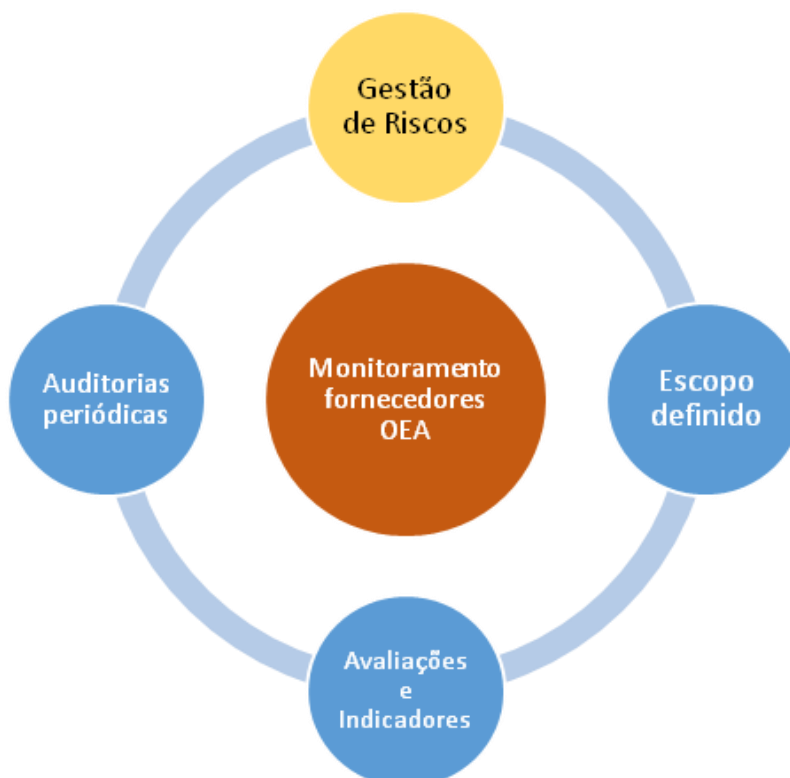 Gestão
de Riscos
Auditorias
periódicas
Monitoramento
fornecedores
OEA
Escopo
definido
Avaliações
e
Indicadores